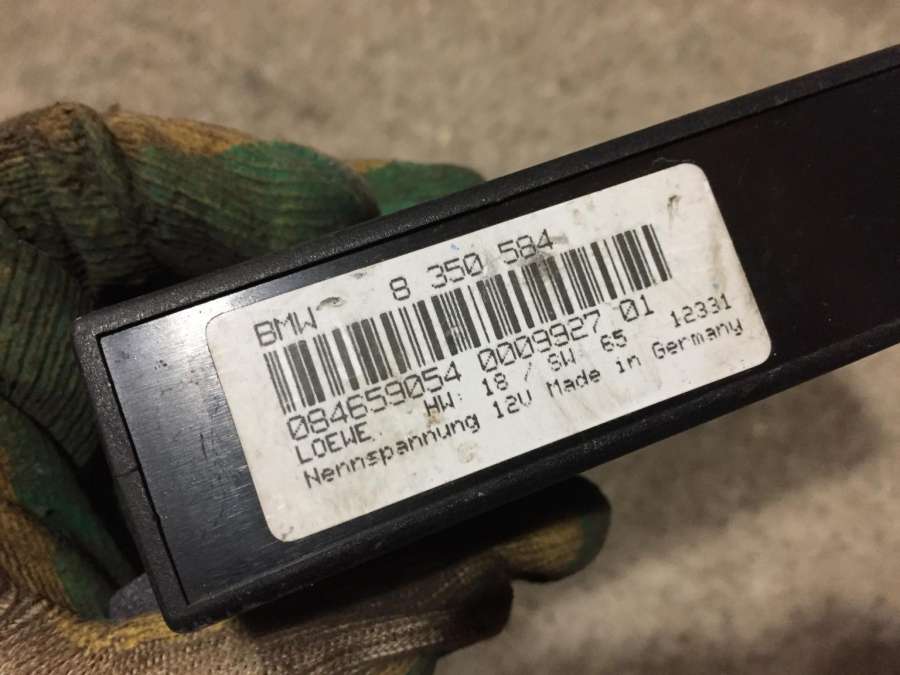 BMW 8 350 584
084659054 0009927 01
LOEWE. HW: 18 / SW 65 12331
Nennspannung 12V Made in Germany